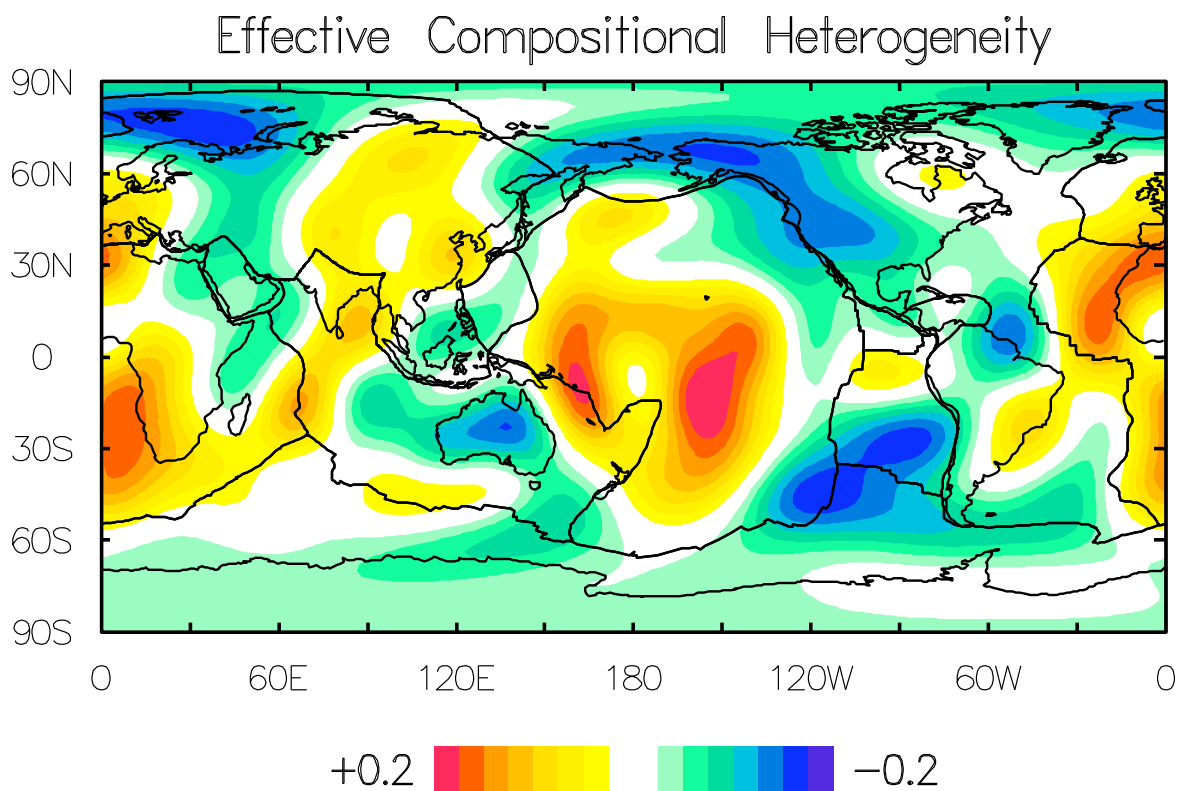 Effective Compositional Heterogeneity
90N
60N
30N
0
30S
60S
90S
0 60E 120E 180 120W 60W 0
+0.2 −0.2